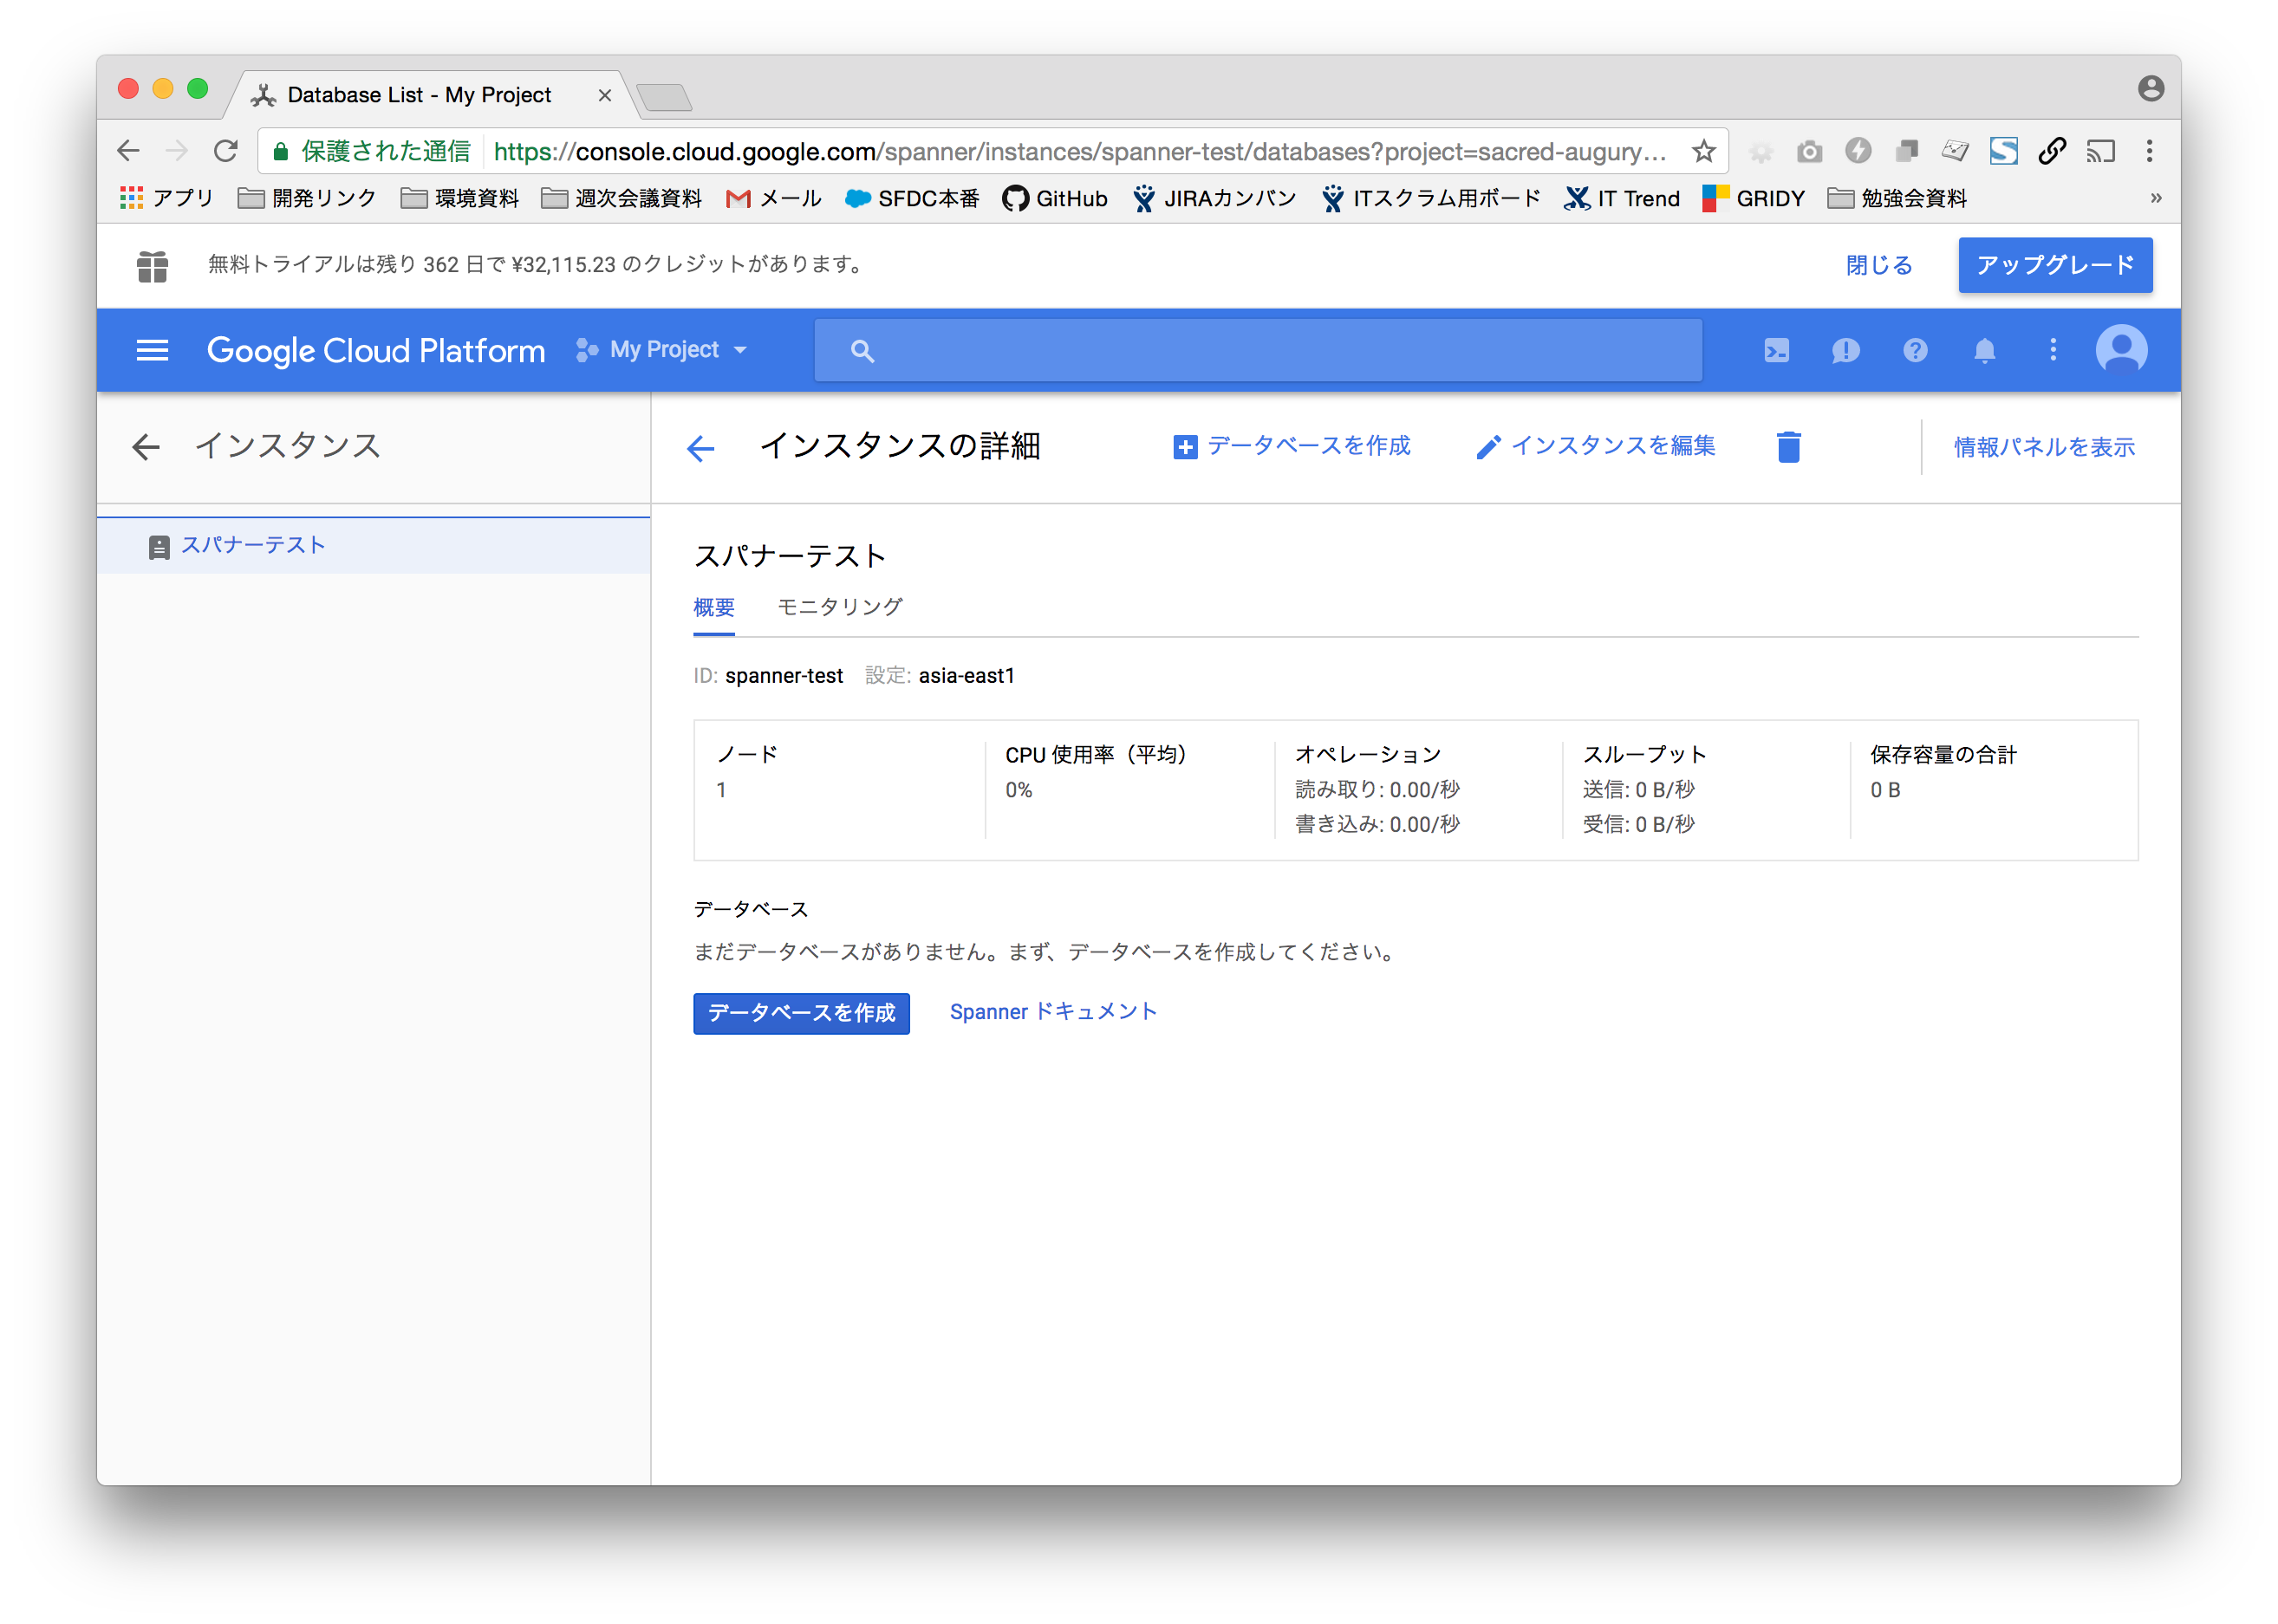 Database List - My Project
保護された通信 https://console.cloud.google.com/spanner/instances/spanner-test/databases?project=sacred-augury...
アプリ 開発リンク 環境資料 週次会議資料 メール SFDC本番 GitHub JIRAカンバン ITスクラム用ボード IT Trend GRIDY 勉強会資料 »
無料トライアルは残り 362 日で ¥32,115.23 のクレジットがあります。 閉じる アップグレード
Google Cloud Platform My Project
インスタンス
インスタンスの詳細 データベースを作成 インスタンスを編集 情報パネルを表示
スパナーテスト
スパナーテスト
概要 モニタリング
ID: spanner-test 設定: asia-east1
ノード CPU 使用率（平均） オペレーション スループット 保存容量の合計
1 0% 読み取り: 0.00/秒 送信: 0 B/秒 0 B
書き込み: 0.00/秒 受信: 0 B/秒
データベース
まだデータベースがありません。まず、データベースを作成してください。
データベースを作成 Spanner ドキュメント